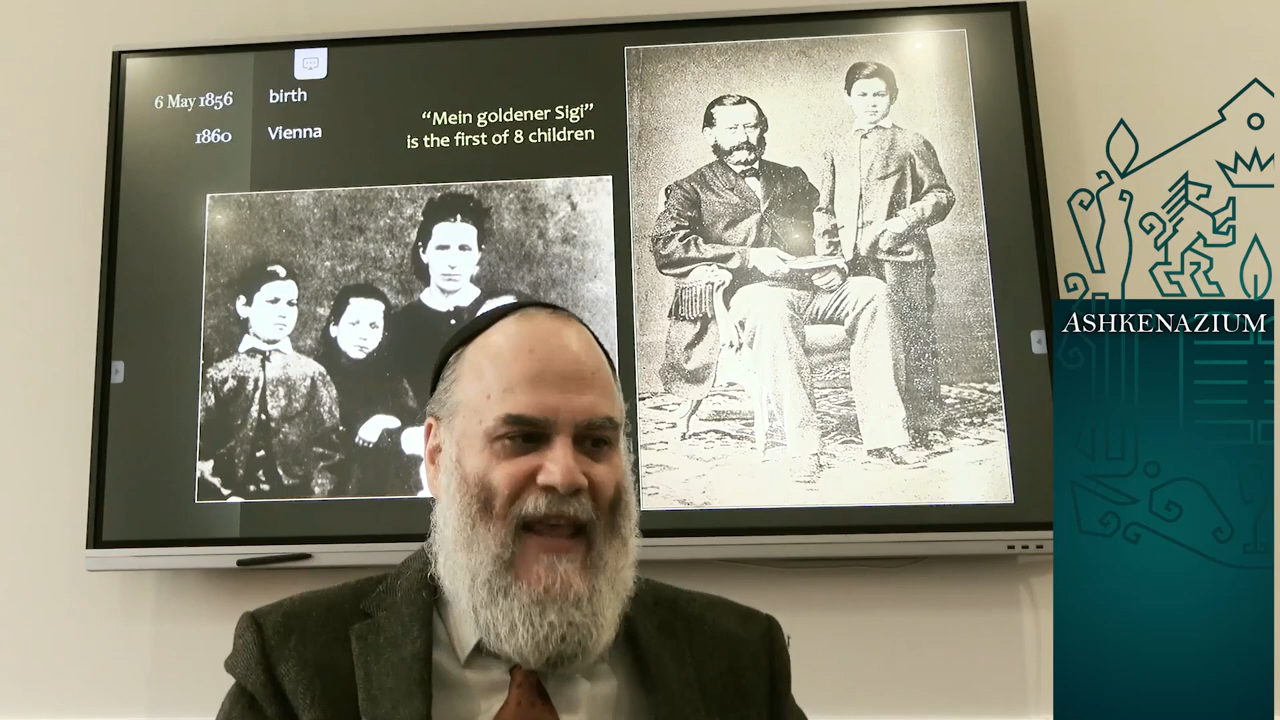 6 May 1856 birth
1860 Vienna
“Mein goldener Sigi”
is the first of 8 children
ASHKENAZIUM